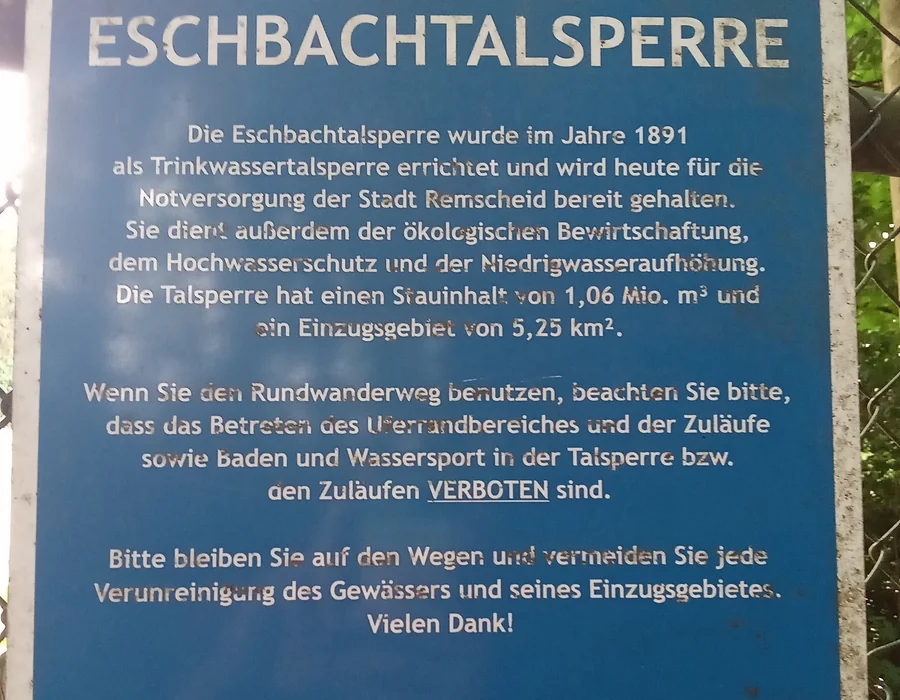 ESCHBACHTALSPERRE
Die Eschbachtalsperre wurde im Jahre 1891
als Trinkwassertalsperre errichtet und wird heute für die
Notversorgung der Stadt Remscheid bereit gehalten.
Sie dient außerdem der ökologischen Bewirtschaftung,
dem Hochwasserschutz und der Niedrigwasseraufhöhung.
Die Talsperre hat einen Stauinhalt von 1,06 Mio. m³ und
ein Einzugsgebiet von 5,25 km².
Wenn Sie den Rundwanderweg benutzen, beachten Sie bitte,
dass das Betreten des Uferrandbereiches und der Zuläufe
sowie Baden und Wassersport in der Talsperre bzw.
den Zuläufen VERBOTEN sind.
Bitte bleiben Sie auf den Wegen und vermeiden Sie jede
Verunreinigung des Gewässers und seines Einzugsgebietes.
Vielen Dank!